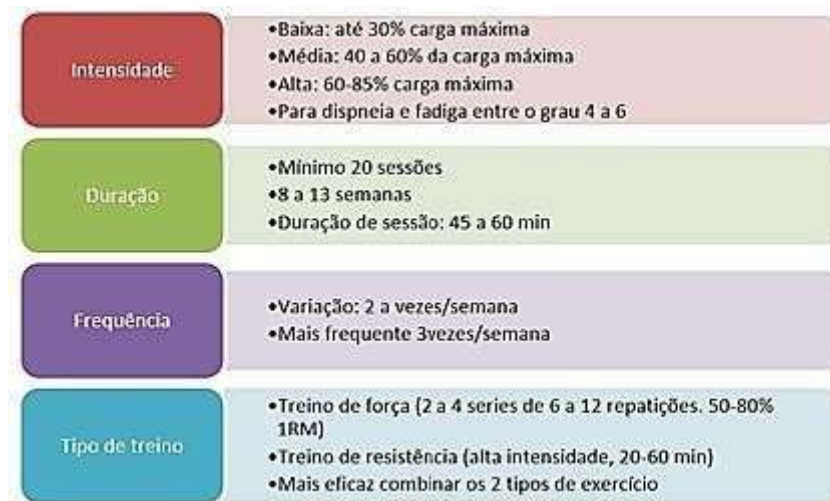 Intensidade
•Baixa: até 30% carga máxima
•Média: 40 a 60% da carga máxima
•Alta: 60-85% carga máxima
•Para dispneia e fadiga entre o grau 4 a 6
Duração
•Mínimo 20 sessões
•8 a 13 semanas
•Duração de sessão: 45 a 60 min
Frequência
•Variação: 2 a vezes/semana
•Mais frequente 3vezes/semana
Tipo de treino
•Treino de força (2 a 4 series de 6 a 12 repatições. 50-80%
1RM)
•Treino de resistência (alta intensidade, 20-60 min)
•Mais eficaz combinar os 2 tipos de exercício